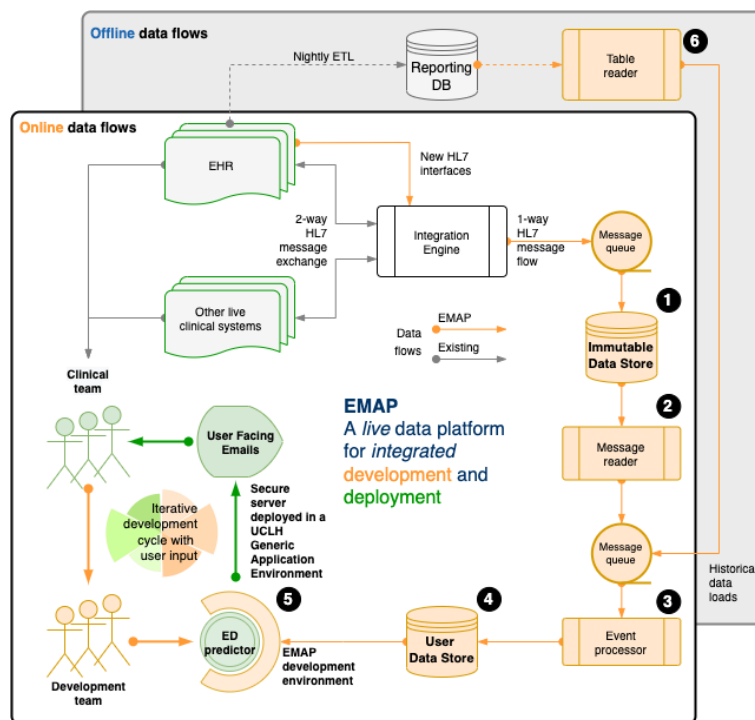 Offline data flows
6
Nightly ETL
Reporting
DB
Table
reader
Online data flows
EHR
New HL7
interfaces
2-way
HL7
message
exchange
Integration
Engine
1-way
HL7
message
flow
Message
queue
Other live
clinical systems
1
EMAP
Data
flows
Existing
Immutable
Data Store
Clinical
team
2
EMAP
A live data platform
for integrated
development and
deployment
User Facing
Emails
Message
reader
Secure
server
deployed in a
UCLH
Generic
Application
Environment
Iterative
development
cycle with
user input
Message
queue
Historical
data
loads
5
4
3
ED
predictor
User
Data Store
Event
processor
EMAP
development
environment
Development
team